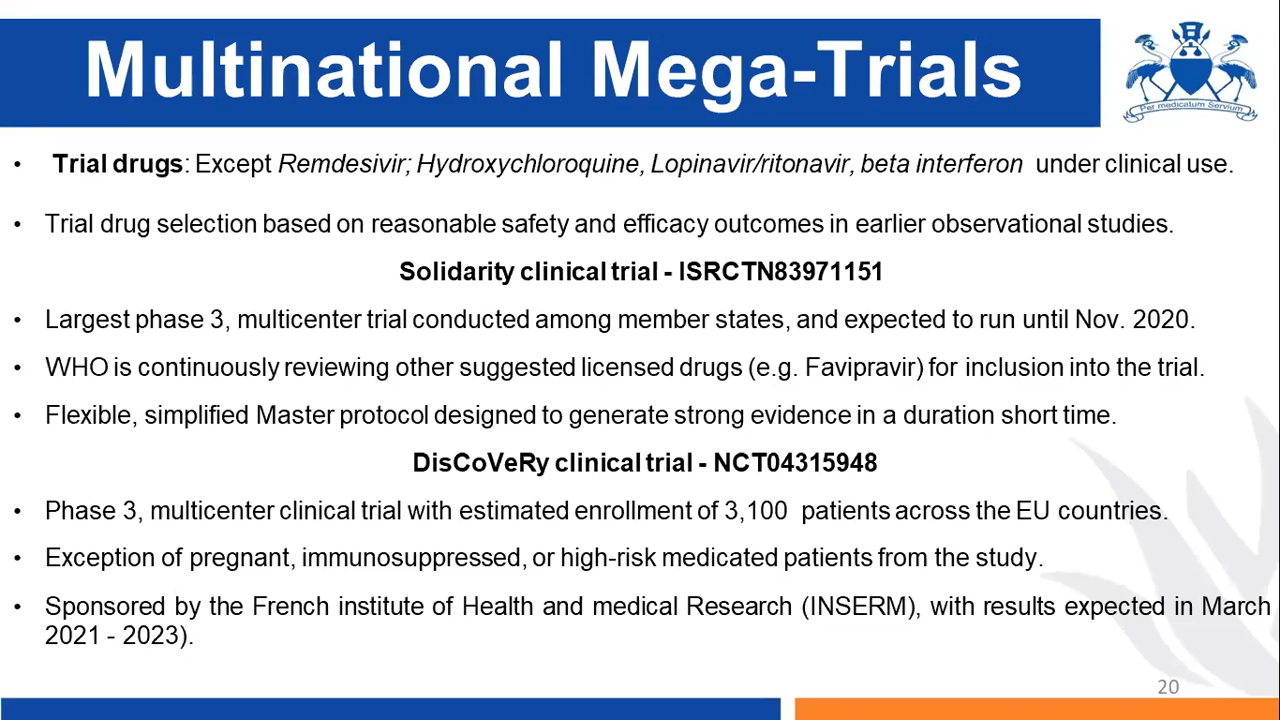 Multinational Mega-Trials
Per medicatum Servium
• Trial drugs: Except Remdesivir; Hydroxychloroquine, Lopinavir/ritonavir, beta interferon under clinical use.
• Trial drug selection based on reasonable safety and efficacy outcomes in earlier observational studies.
Solidarity clinical trial - ISRCTN83971151
• Largest phase 3, multicenter trial conducted among member states, and expected to run until Nov. 2020.
• WHO is continuously reviewing other suggested licensed drugs (e.g. Favipravir) for inclusion into the trial.
• Flexible, simplified Master protocol designed to generate strong evidence in a duration short time.
DisCoVeRy clinical trial - NCT04315948
• Phase 3, multicenter clinical trial with estimated enrollment of 3,100 patients across the EU countries.
• Exception of pregnant, immunosuppressed, or high-risk medicated patients from the study.
• Sponsored by the French institute of Health and medical Research (INSERM), with results expected in March
2021 - 2023).
20